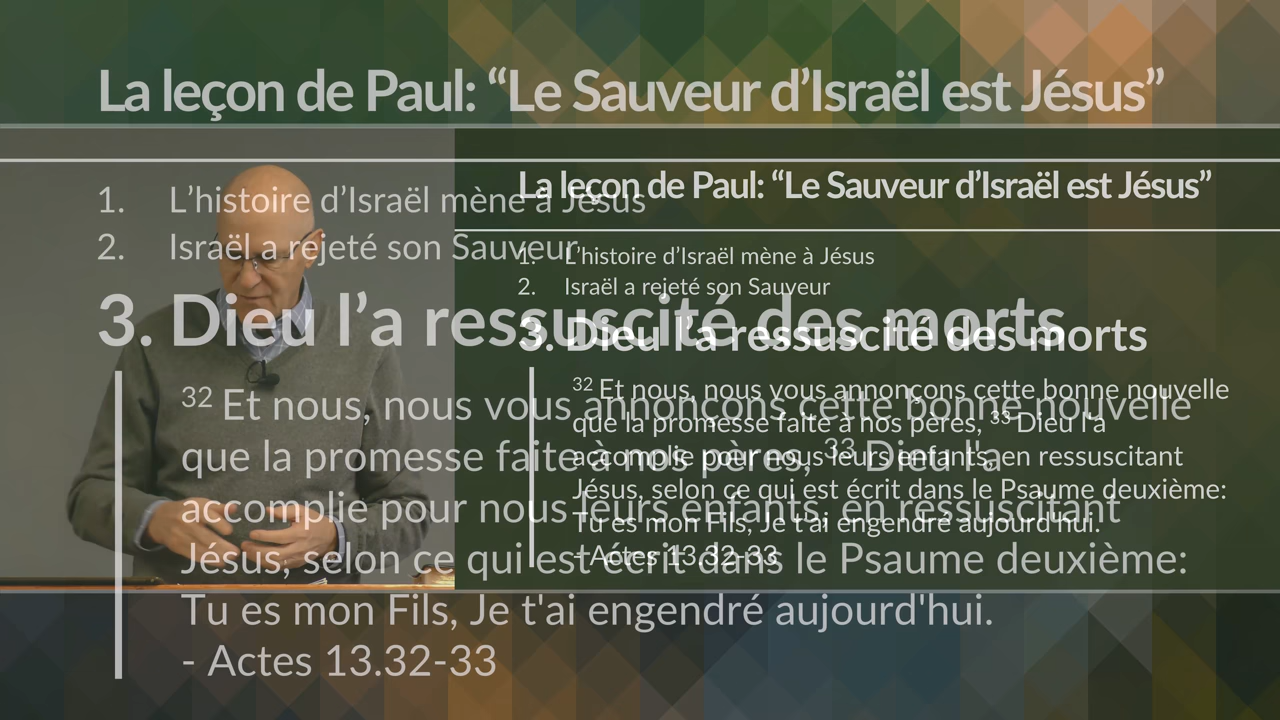 La leçon de Paul: “Le Sauveur d’Israël est Jésus”
1. L’histoire d’Israël mène à Jésus
2. Israël a rejeté son Sauveur
3. Dieu l’a ressuscité des morts
32 Et nous, nous vous annonçons cette bonne nouvelle
que la promesse faite à nos pères, 33 Dieu l'a
accomplie pour nous leurs enfants, en ressuscitant
Jésus, selon ce qui est écrit dans le Psaume deuxième:
Tu es mon Fils, Je t'ai engendré aujourd'hui.
- Actes 13.32-33
La leçon de Paul: “Le Sauveur d’Israël est Jésus”
1. L’histoire d’Israël mène à Jésus
2. Israël a rejeté son Sauveur
3. Dieu l’a ressuscité des morts
32 Et nous, nous vous annonçons cette bonne nouvelle
que la promesse faite à nos pères, 33 Dieu l'a
accomplie pour nous leurs enfants, en ressuscitant
Jésus, selon ce qui est écrit dans le Psaume deuxième:
Tu es mon Fils, Je t'ai engendré aujourd'hui.
- Actes 13.32-33